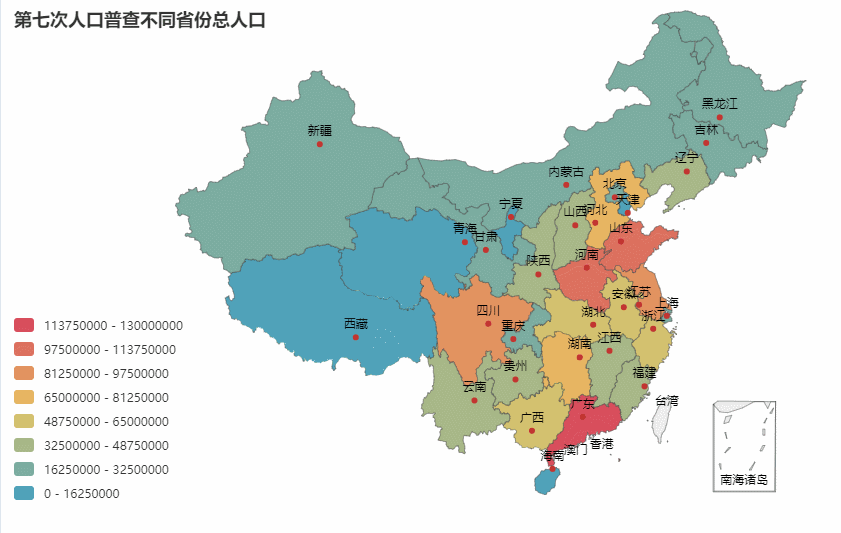 第七次人口普查不同省份总人口
黑龙江
新疆
吉林
辽宁
内蒙古
北京
天津
宁夏
山西
河北
青海
甘肃
山东
陕西
河南
安徽
江苏
上海
四川
西藏
重庆
湖北
浙江
湖南
江西
贵州
福建
云南
台湾
广西
广东
香港
海南
澳门
南海诸岛
113750000 - 130000000
97500000 - 113750000
81250000 - 97500000
65000000 - 81250000
48750000 - 65000000
32500000 - 48750000
16250000 - 32500000
0 - 16250000